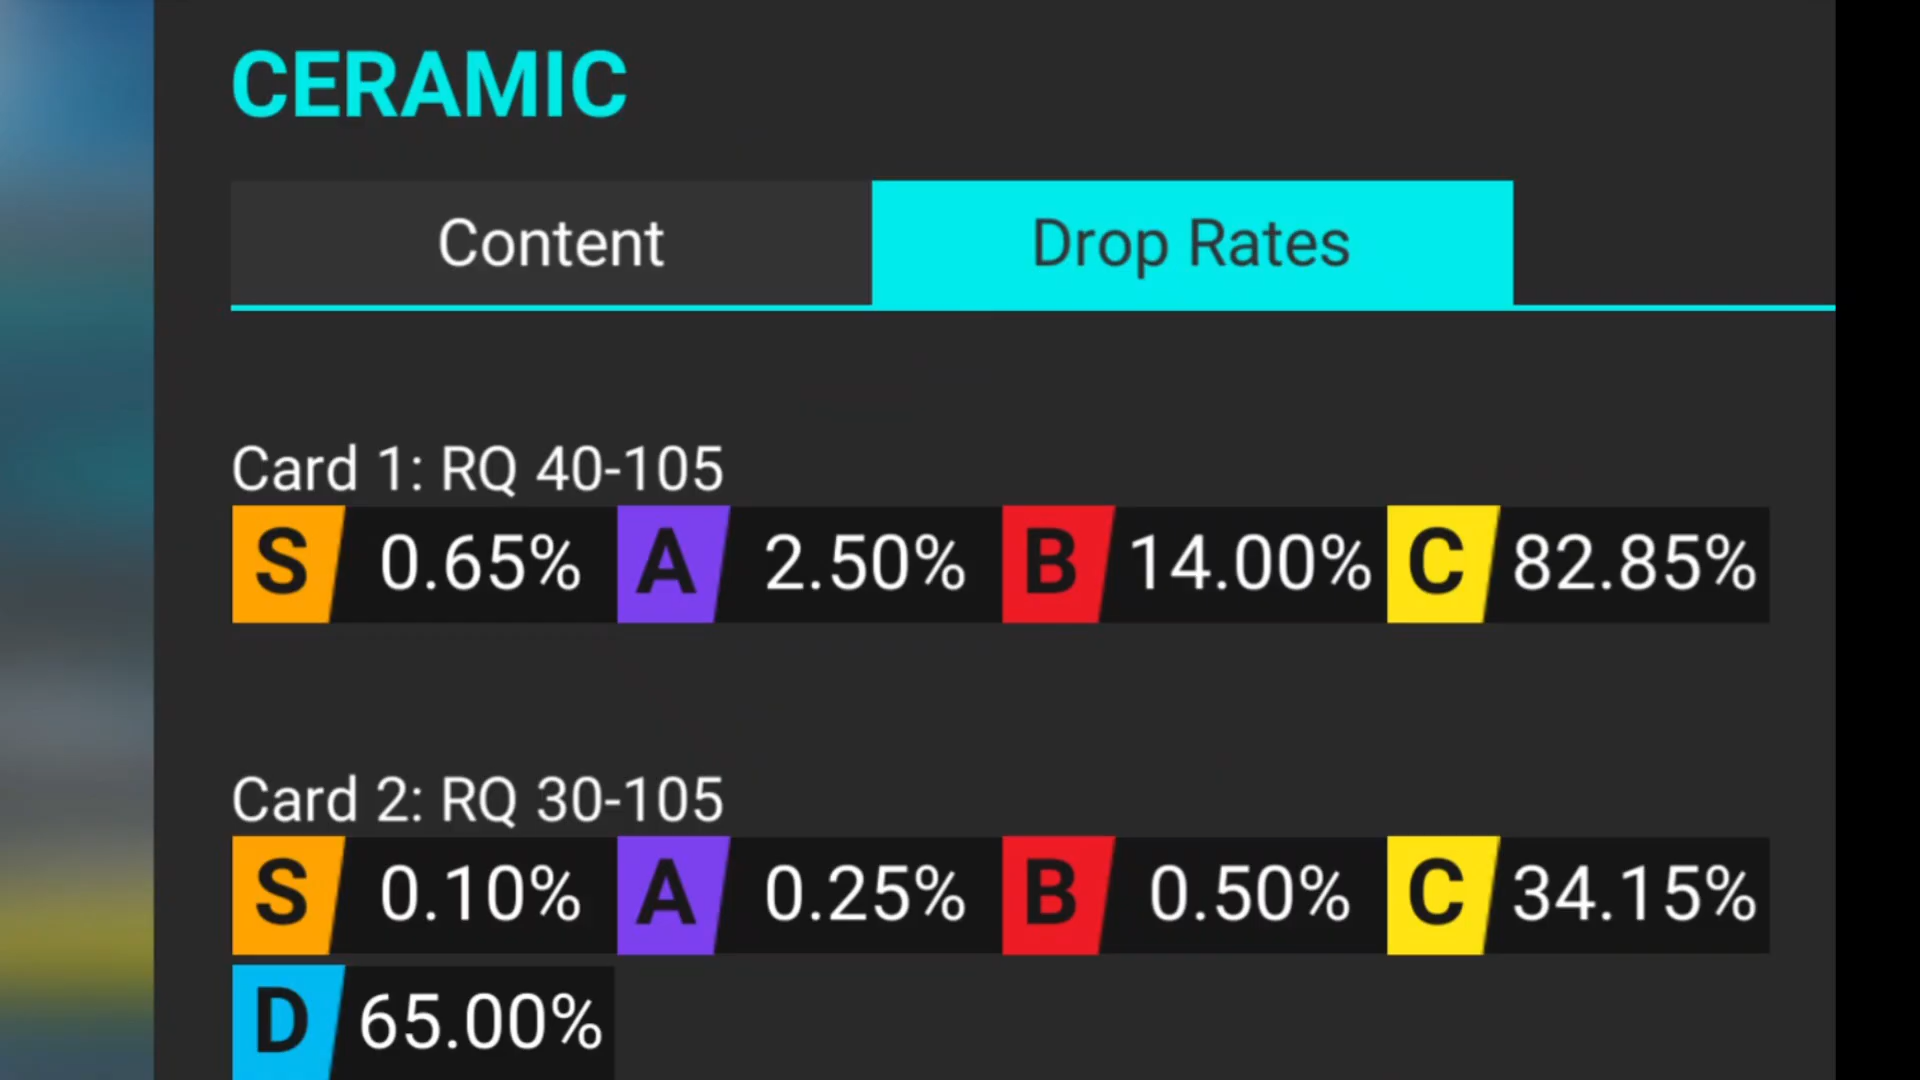 CERAMIC
Content Drop Rates
Card 1: RQ 40-105
S 0.65% A 2.50% B 14.00% C 82.85%
Card 2: RQ 30-105
S 0.10% A 0.25% B 0.50% C 34.15%
D 65.00%